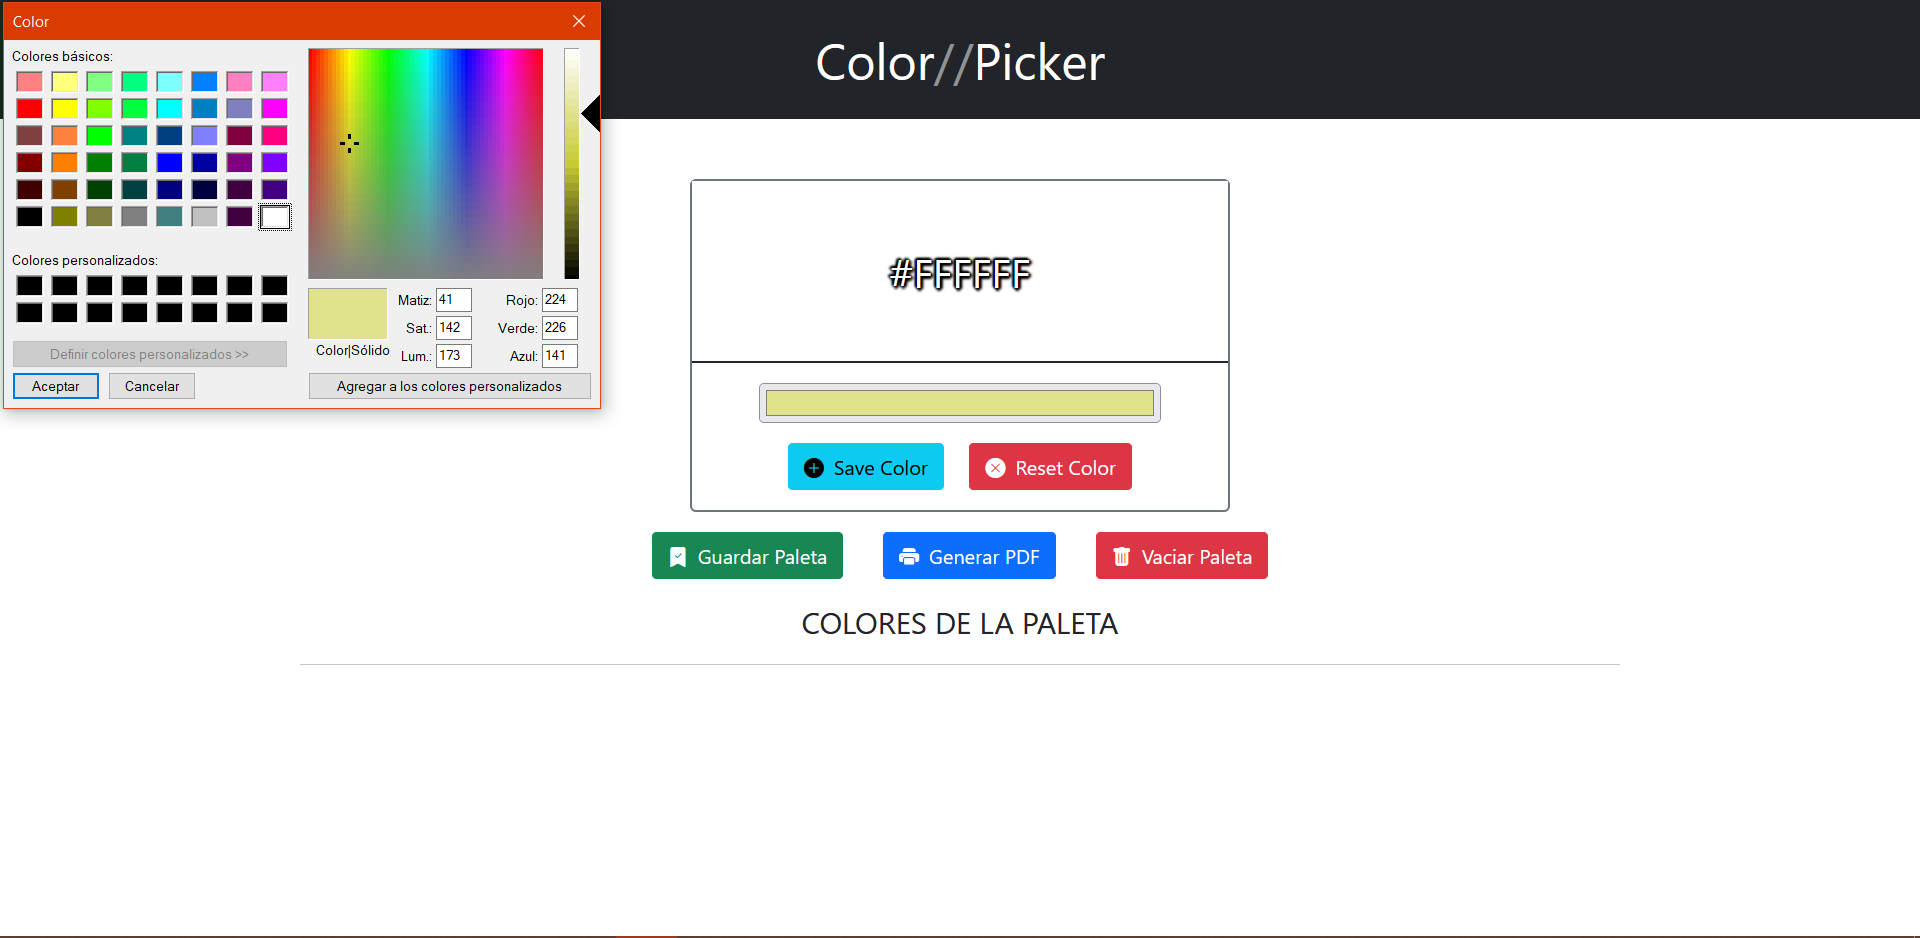 Color
Colores básicos:
Colores personalizados:
Definir colores personalizados >>
Aceptar
Cancelar
Color|Sólido
Matiz: 41
Sat.: 142
Lum.: 173
Rojo: 224
Verde: 226
Azul: 141
Agregar a los colores personalizados
Color//Picker
#FFFFFF
Save Color
Reset Color
Guardar Paleta
Generar PDF
Vaciar Paleta
COLORES DE LA PALETA